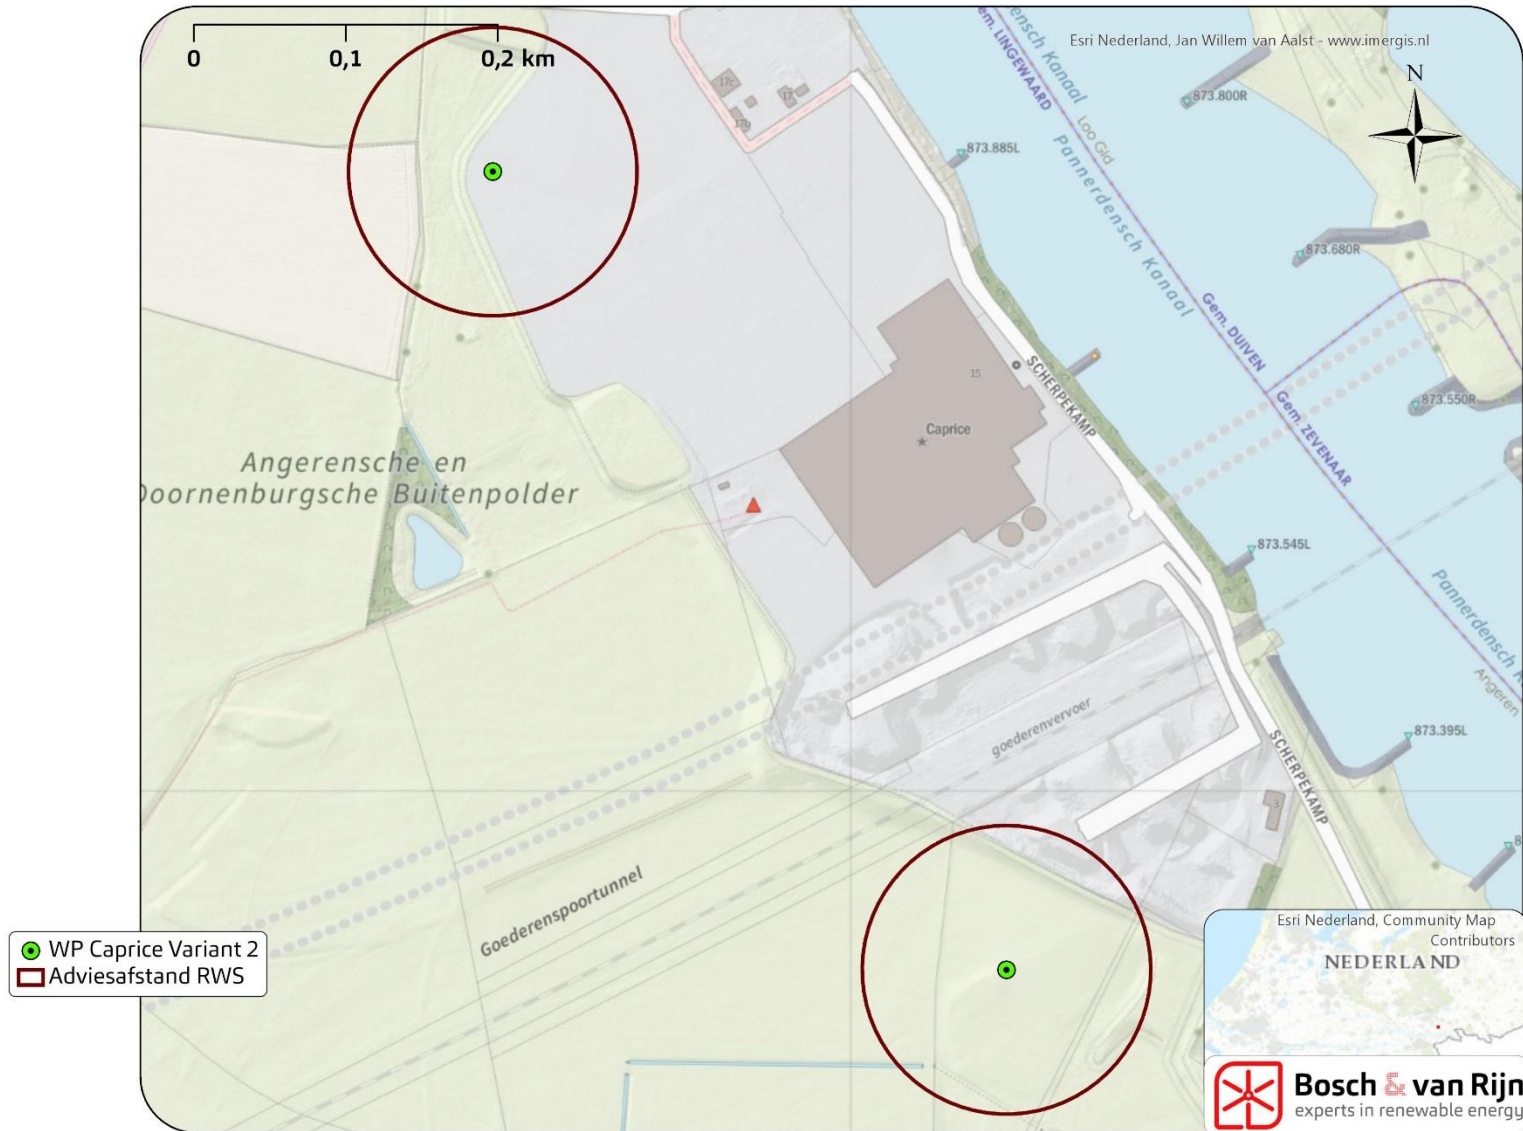 0 0,1 0,2 km
Esri Nederland, Jan Willem van Aalst - www.imergis.nl
N
Gem. LINGEWAARD
Pannerdensch Kanaal
Loo Gld
Pannerdensch Kanaal
873.800R
873.885L
873.680R
17c
17
17b
Gem. DUIVEN
Gem. ZEVENAAR
873.550R
15
Caprice
SCHERPEKAMP
Angerensche en
Doornenburgsche Buitenpolder
873.545L
Pannerdensch K
Angeren
goederenvervoer
873.395L
SCHERPEKAMP
3
8
Goederenspoortunnel
WP Caprice Variant 2
Adviesafstand RWS
Esri Nederland, Community Map
Contributors
NEDERLAND
Bosch & van Rijn
experts in renewable energy